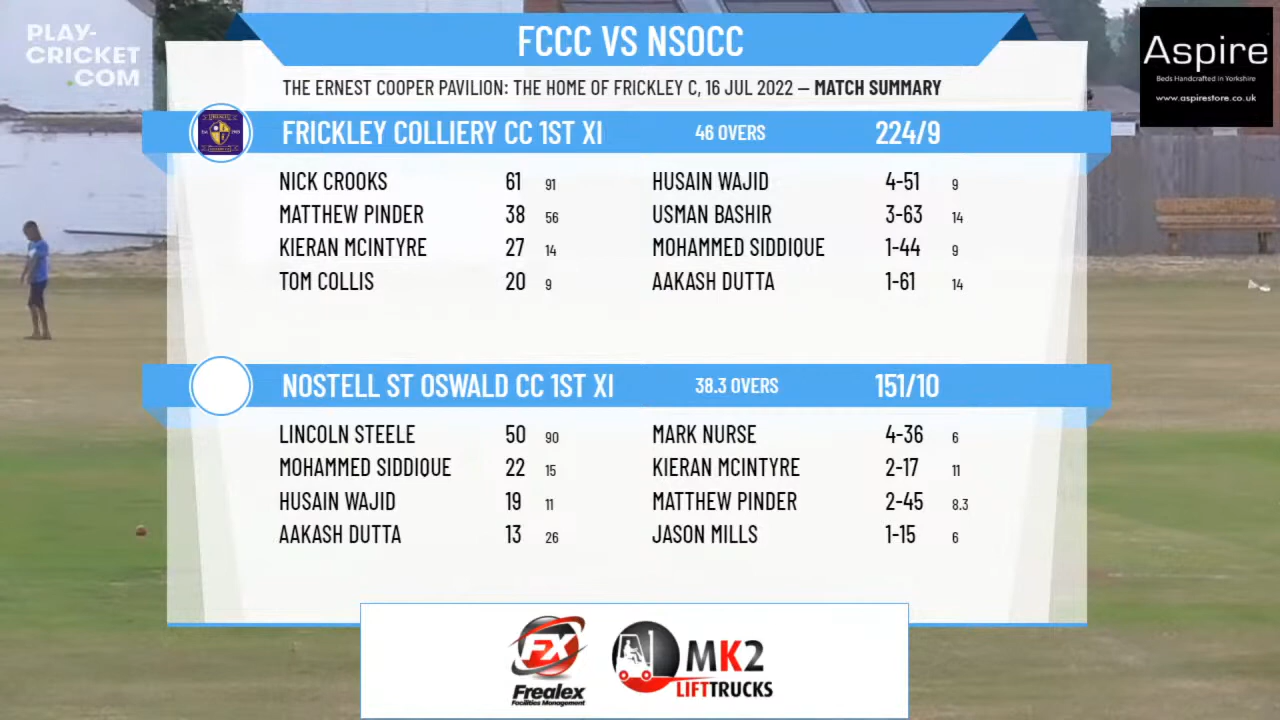 PLAY-
CRICKET
.COM
FCCC VS NSOCC
Aspire
Beds Handcrafted in Yorkshire
www.aspirestore.co.uk
THE ERNEST COOPER PAVILION: THE HOME OF FRICKLEY C, 16 JUL 2022 – MATCH SUMMARY
FRICKLEY COLLIERY CC 1ST XI 46 OVERS 224/9
NICK CROOKS 61 91 HUSAIN WAJID 4-51 9
MATTHEW PINDER 38 56 USMAN BASHIR 3-63 14
KIERAN MCINTYRE 27 14 MOHAMMED SIDDIQUE 1-44 9
TOM COLLIS 20 9 AAKASH DUTTA 1-61 14
NOSTELL ST OSWALD CC 1ST XI 38.3 OVERS 151/10
LINCOLN STEELE 50 90 MARK NURSE 4-36 6
MOHAMMED SIDDIQUE 22 15 KIERAN MCINTYRE 2-17 11
HUSAIN WAJID 19 11 MATTHEW PINDER 2-45 8.3
AAKASH DUTTA 13 26 JASON MILLS 1-15 6
FX
Frealex
Facilities Management
MK2
LIFTTRUCKS